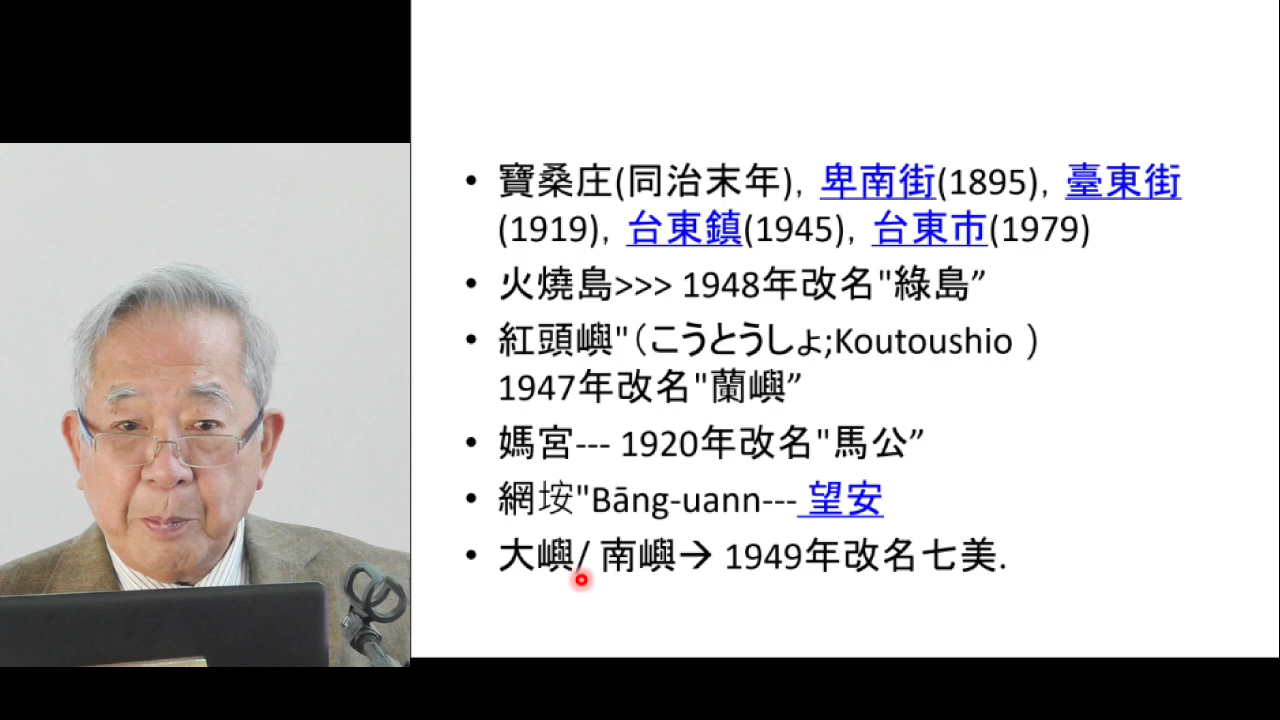 • 寶桑庄(同治末年), 卑南街(1895), 臺東街
(1919), 台東鎮(1945), 台東市(1979)
• 火燒島>>> 1948年改名"綠島”
• 紅頭嶼"（こうとうしょ;Koutoushio ）
1947年改名"蘭嶼”
• 媽宮--- 1920年改名"馬公”
• 網垵"Bāng-uann--- 望安
• 大嶼/ 南嶼→ 1949年改名七美.